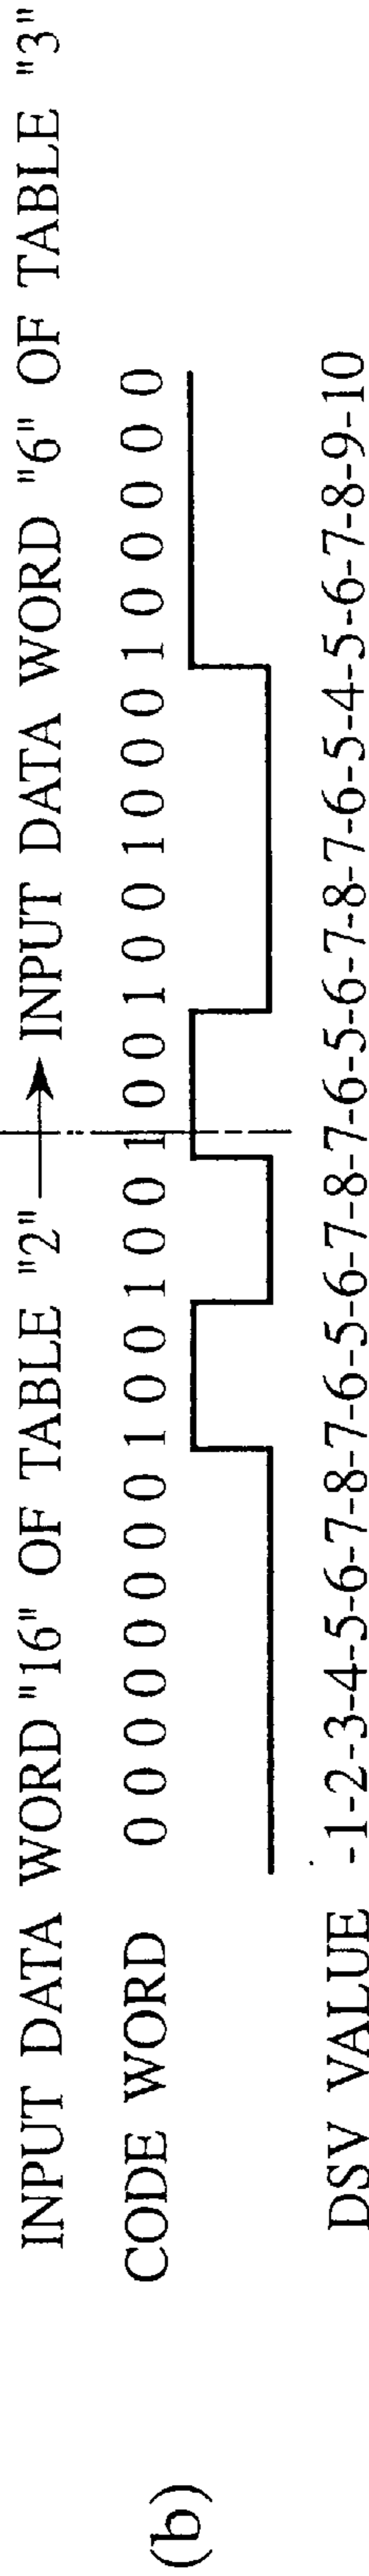 INPUT DATA WORD "16" OF TABLE "2" → INPUT DATA WORD "6" OF TABLE "3"
CODE WORD 0 0 0 0 0 0 0 0 1 0 0 1 0 0 1 0 0 1 0 0 1 0 0 0 1 0 0 0 0 0
DSV VALUE -1-2-3-4-5-6-7-8-7-6-5-6-7-8-7-6-5-6-7-8-7-6-5-4-5-6-7-8-9-10
(b)